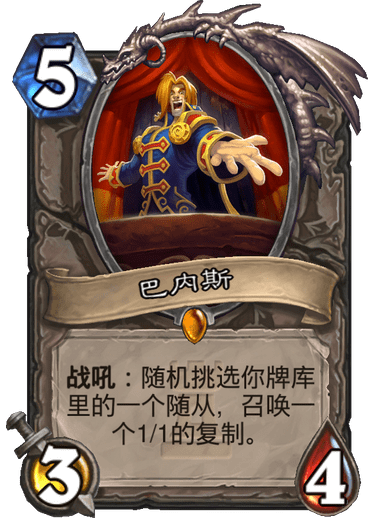 5
巴内斯
战吼：随机挑选你牌库
里的一个随从，召唤一
个1/1的复制。
3
4